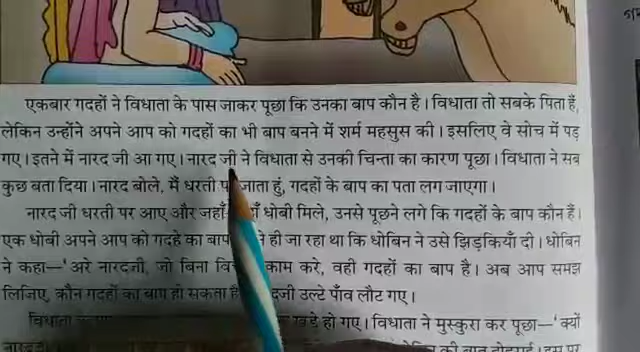 एकबार गदहों ने विधाता के पास जाकर पूछा कि उनका बाप कौन है। विधाता तो सबके पिता हैं,
लेकिन उन्होंने अपने आप को गदहों का भी बाप बनने में शर्म महसुस की। इसलिए वे सोच में पड़
गए। इतने में नारद जी आ गए। नारद जी ने विधाता से उनकी चिन्ता का कारण पूछा। विधाता ने सब
कुछ बता दिया। नारद बोले, मैं धरती जाता हुं, गदहों के बाप का पता लग जाएगा।
नारद जी धरती पर आए और जहाँ धोबी मिले, उनसे पूछने लगे कि गदहों के बाप कौन हैं।
एक धोबी अपने आप को गदहे का बाप ही जा रहा था कि धोबिन ने उसे झिड़कियाँ दी। धोबिन
ने कहा—'अरे नारदजी, जो बिना काम करे, वही गदहों का बाप है। अब आप समझ
लिजिए, कौन गदहों का बाप हो सकता उल्टे पाँव लौट गए।
विधाता खड़े हो गए। विधाता ने मुस्कुरा कर पूछा—'क्यों